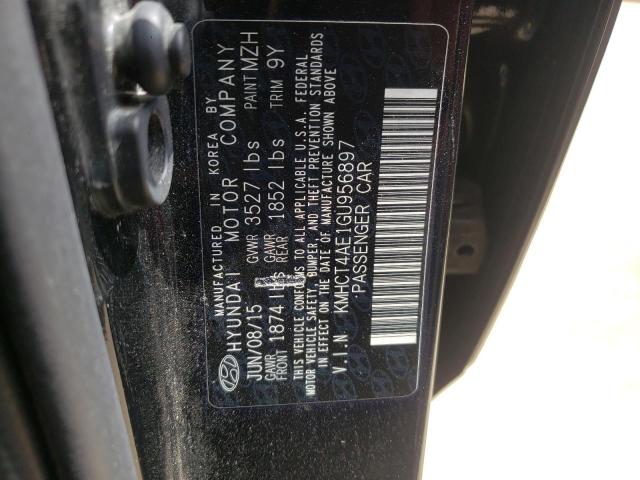 MANUFACTURED IN KOREA BY
HYUNDAI MOTOR COMPANY
JUN/08/15 GVWR 3527 lbs PAINT MZH
GAWR FRONT 1874 lbs GAWR REAR 1852 lbs TRIM 9Y
THIS VEHICLE CONFORMS TO ALL APPLICABLE U.S.A. FEDERAL
MOTOR VEHICLE SAFETY, BUMPER, AND THEFT PREVENTION STANDARDS
IN EFFECT ON THE DATE OF MANUFACTURE SHOWN ABOVE
V.I.N KMHCT4AE1GU956897
PASSENGER CAR